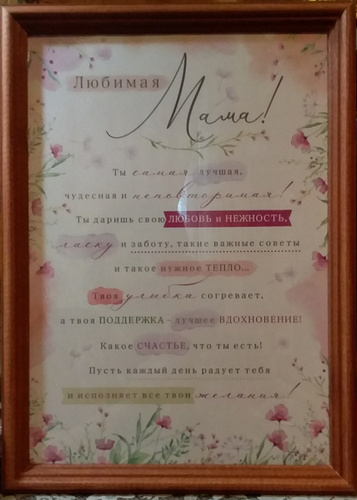 Любимая
Мама!
Ты самая лучшая,
чудесная и неповторимая!
Ты даришь свою ЛЮБОВЬ и НЕЖНОСТЬ,
ласку и заботу, такие важные советы
и такое нужное ТЕПЛО...
Твоя улыбка согревает,
а твоя ПОДДЕРЖКА – лучшее ВДОХНОВЕНИЕ!
Какое СЧАСТЬЕ, что ты есть!
Пусть каждый день радует тебя
и исполняет все твои желания!